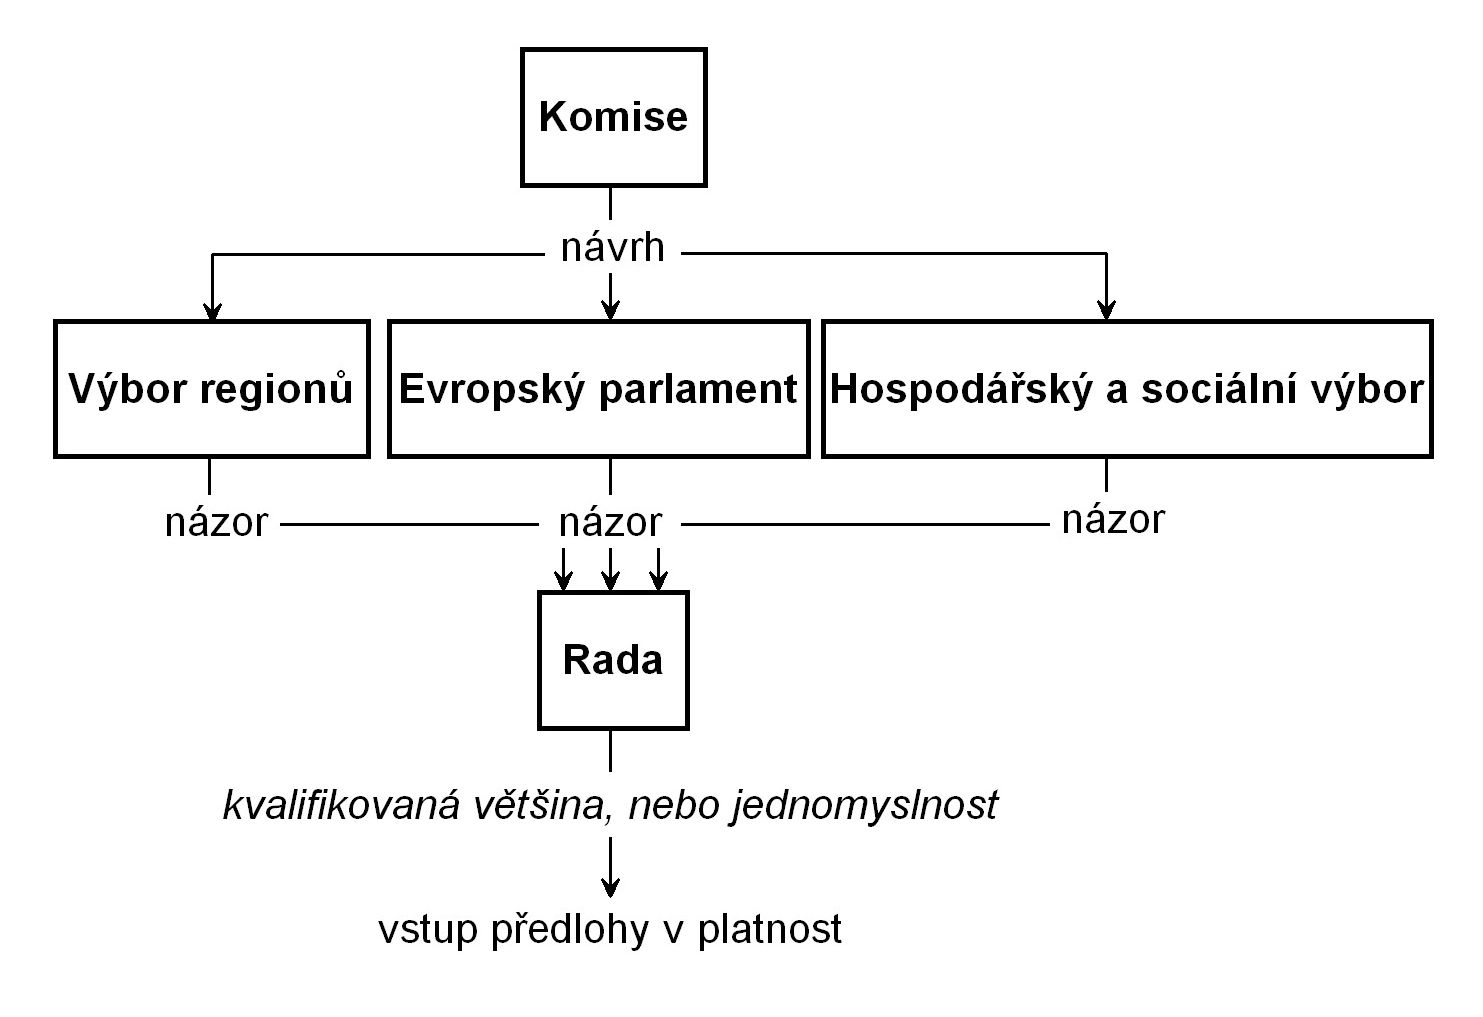 Komise
návrh
Výbor regionů
Evropský parlament
Hospodářský a sociální výbor
názor
názor
názor
Rada
kvalifikovaná většina, nebo jednomyslnost
vstup předlohy v platnost